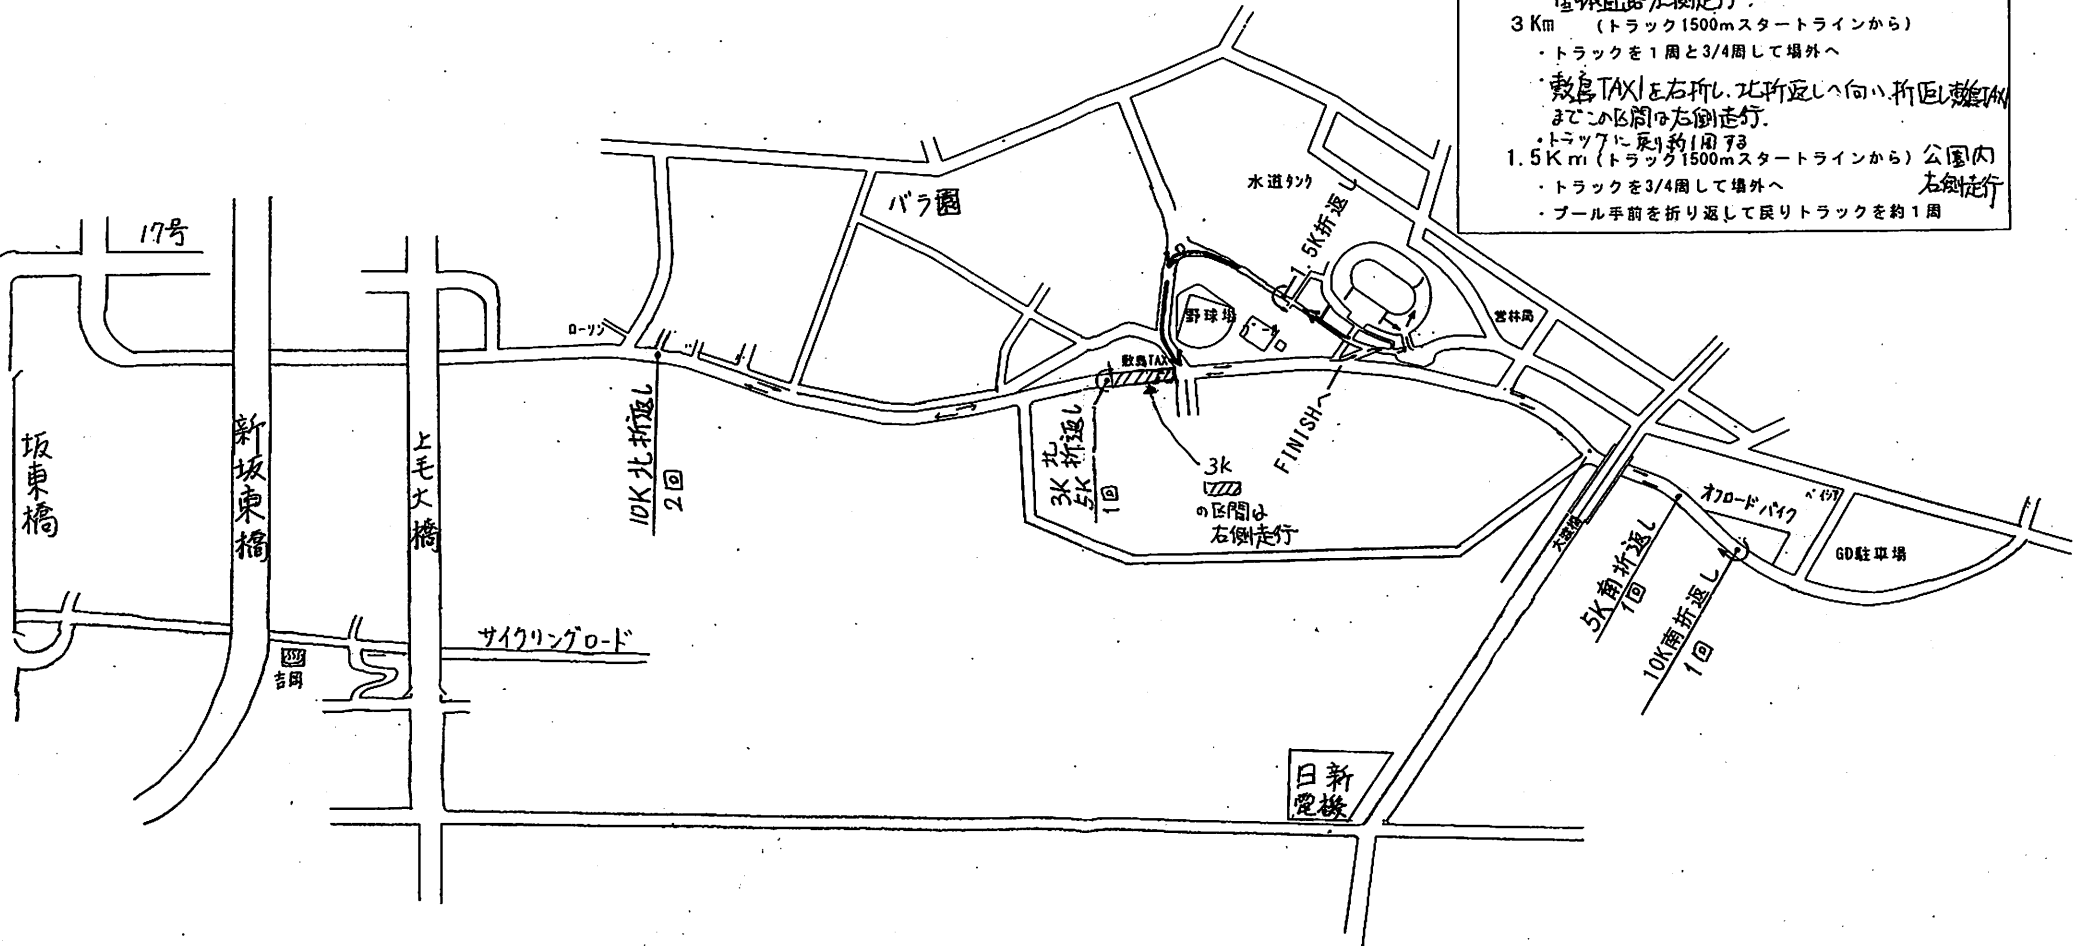 3Km (トラック1500mスタートラインから)
・トラックを1周と3/4周して場外へ
・敷島TAXIを右折し、北折返しへ向い、折返し敷島TAXI
までこの区間は右側走行.
・トラックに戻り約1周する
1.5Km(トラック1500mスタートラインから) 公園内
・トラックを3/4周して場外へ 右側走行
・プール手前を折り返して戻りトラックを約1周
水道タンク
バラ園
17号
1.5K折返し
野球場
プール
営林局
ローソン
敷島TAXI
FINISHへ
10K北折返し
2回
3K 北
5K 折返し
1回
3K
の区間は
右側走行
坂東橋
新坂東橋
上毛大橋
オフロードバイク
ベイシア
GD駐車場
大渡橋
5K南折返し
1回
10K南折返し
1回
サイクリングロード
吉岡
日新
電機